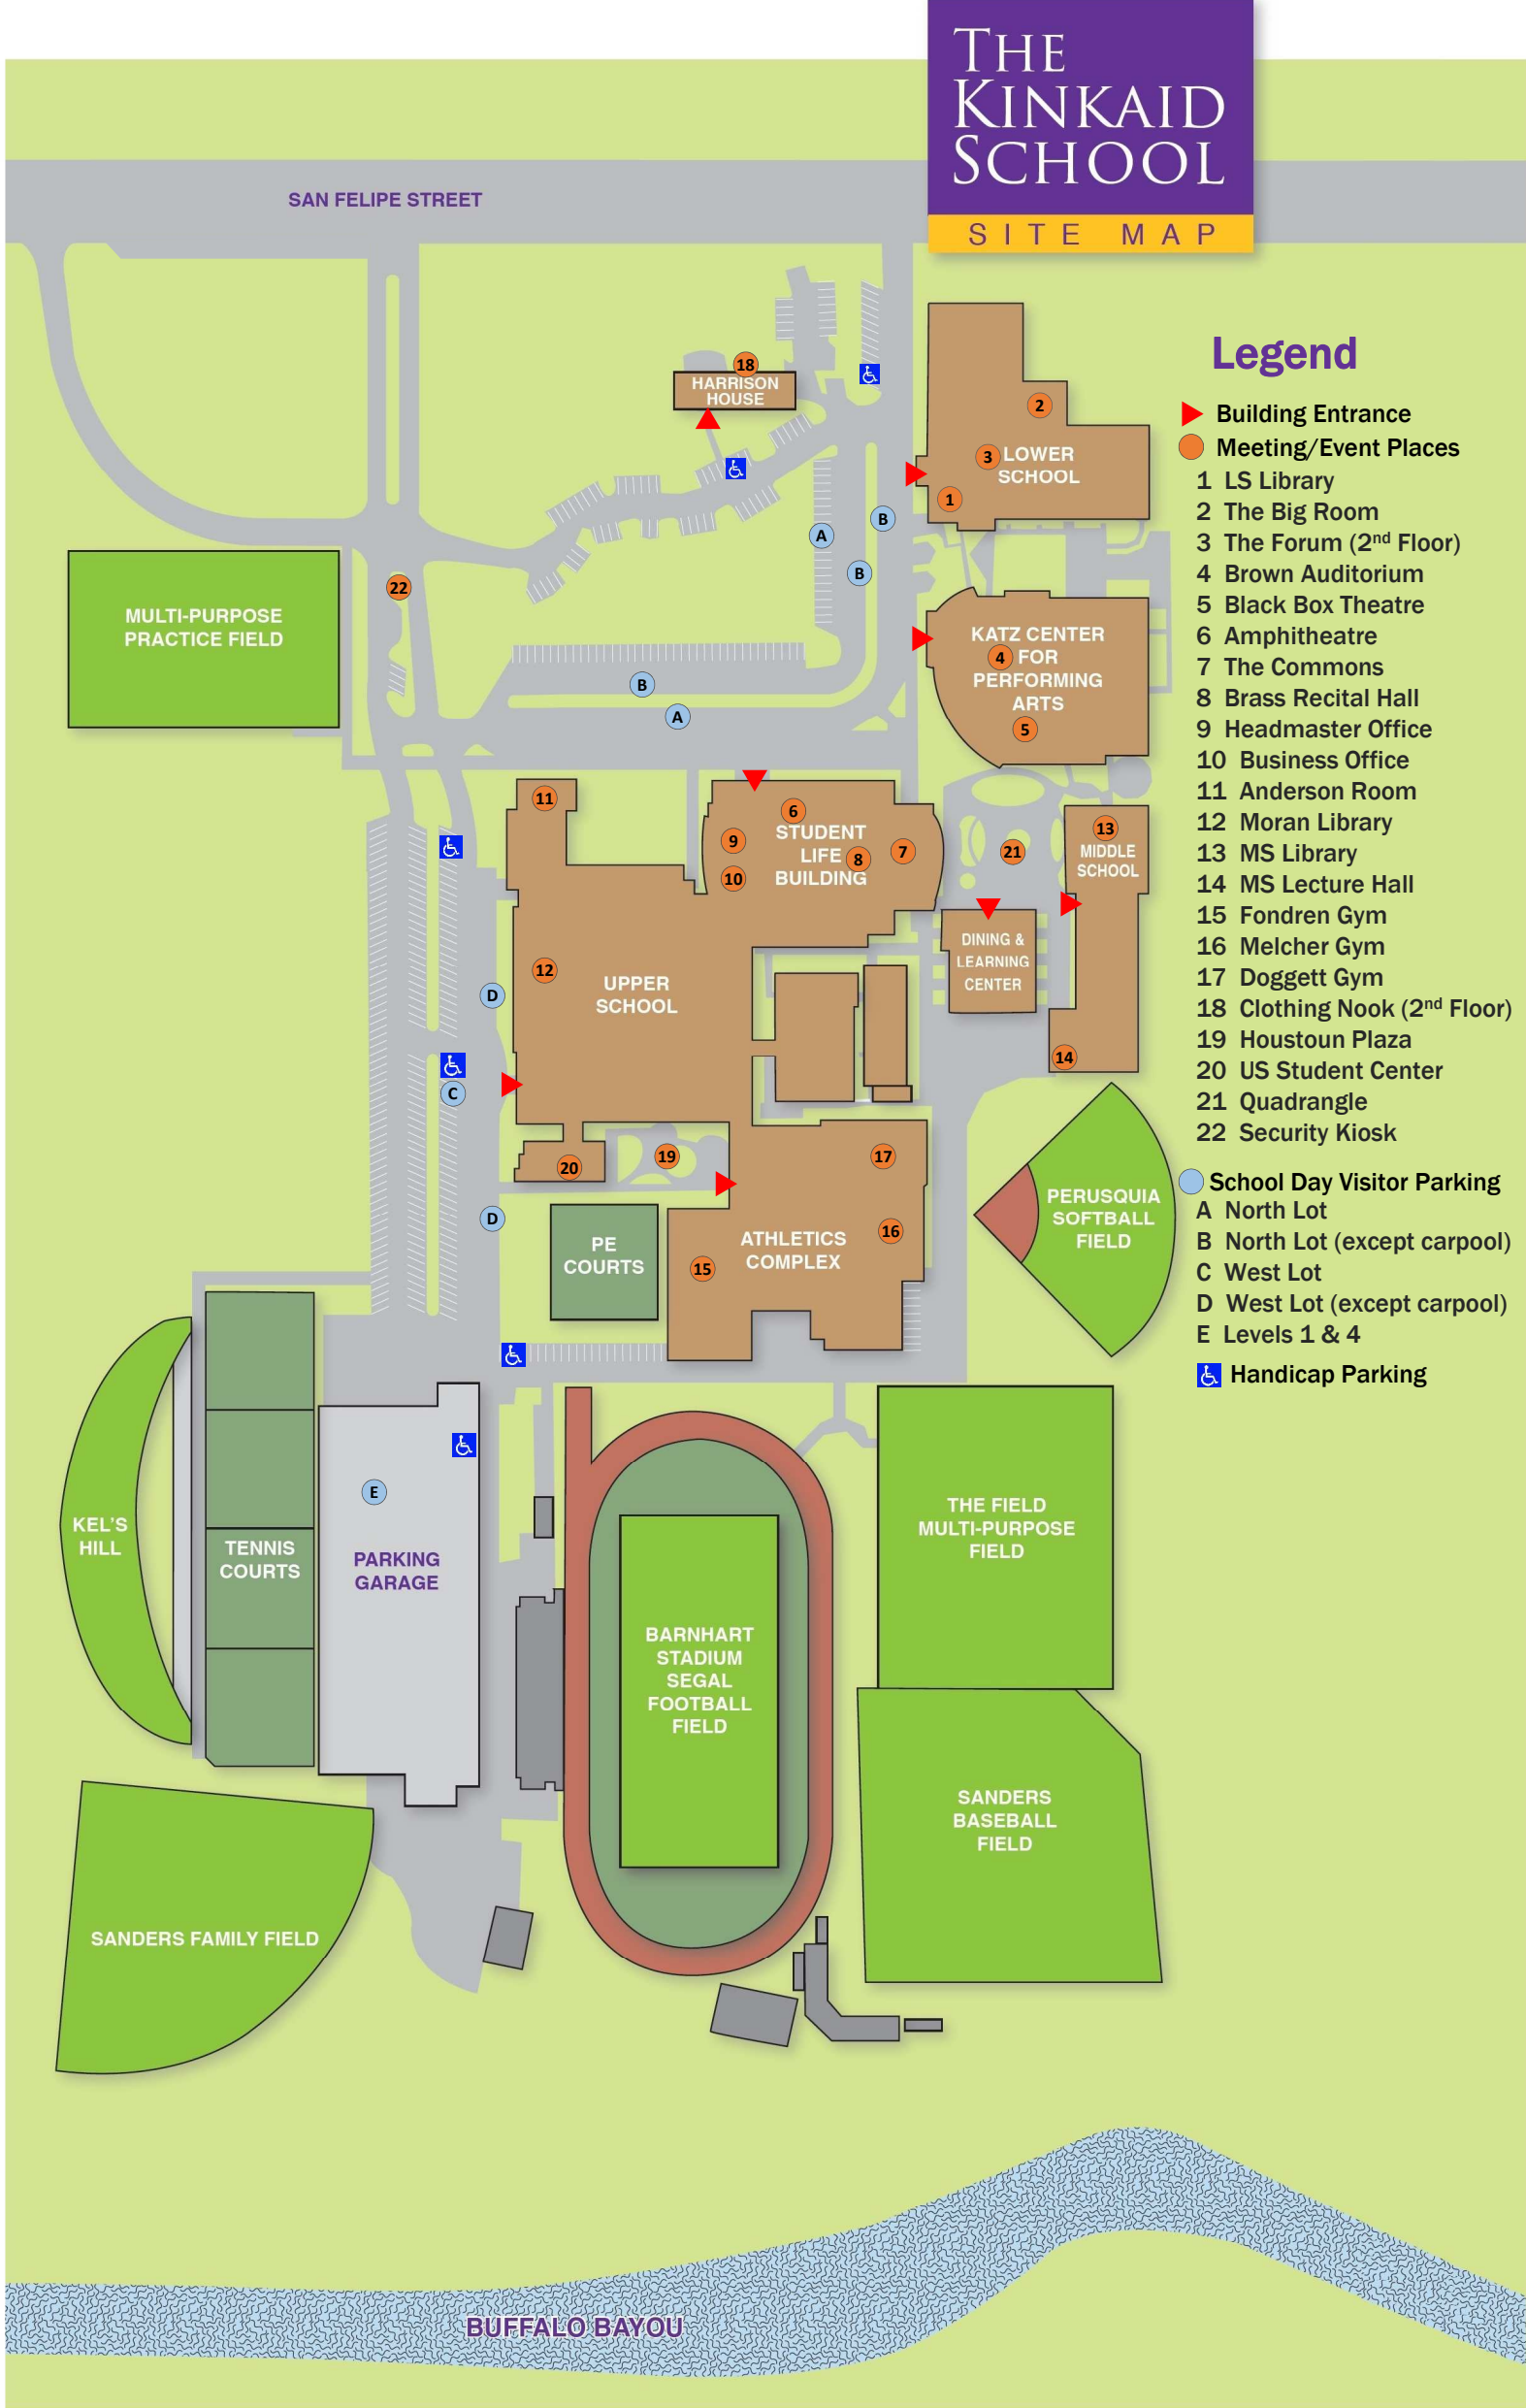 THE
KINKAID
SCHOOL
SITE MAP
SAN FELIPE STREET
18
HARRISON
HOUSE
2
3 LOWER
SCHOOL
1
A
B
B
22
MULTI-PURPOSE
PRACTICE FIELD
KATZ CENTER
4 FOR
PERFORMING
ARTS
5
B
A
11
6
STUDENT
LIFE
BUILDING
9
8
7
10
21
13
MIDDLE
SCHOOL
DINING &
LEARNING
CENTER
12
UPPER
SCHOOL
D
14
C
20
19
17
D
PE
COURTS
ATHLETICS
COMPLEX
16
15
PERUSQUIA
SOFTBALL
FIELD
E
KEL'S
HILL
TENNIS
COURTS
PARKING
GARAGE
THE FIELD
MULTI-PURPOSE
FIELD
BARNHART
STADIUM
SEGAL
FOOTBALL
FIELD
SANDERS
BASEBALL
FIELD
SANDERS FAMILY FIELD
BUFFALO BAYOU
Legend
Building Entrance
Meeting/Event Places
1 LS Library
2 The Big Room
3 The Forum (2nd Floor)
4 Brown Auditorium
5 Black Box Theatre
6 Amphitheatre
7 The Commons
8 Brass Recital Hall
9 Headmaster Office
10 Business Office
11 Anderson Room
12 Moran Library
13 MS Library
14 MS Lecture Hall
15 Fondren Gym
16 Melcher Gym
17 Doggett Gym
18 Clothing Nook (2nd Floor)
19 Houstoun Plaza
20 US Student Center
21 Quadrangle
22 Security Kiosk
School Day Visitor Parking
A North Lot
B North Lot (except carpool)
C West Lot
D West Lot (except carpool)
E Levels 1 & 4
Handicap Parking